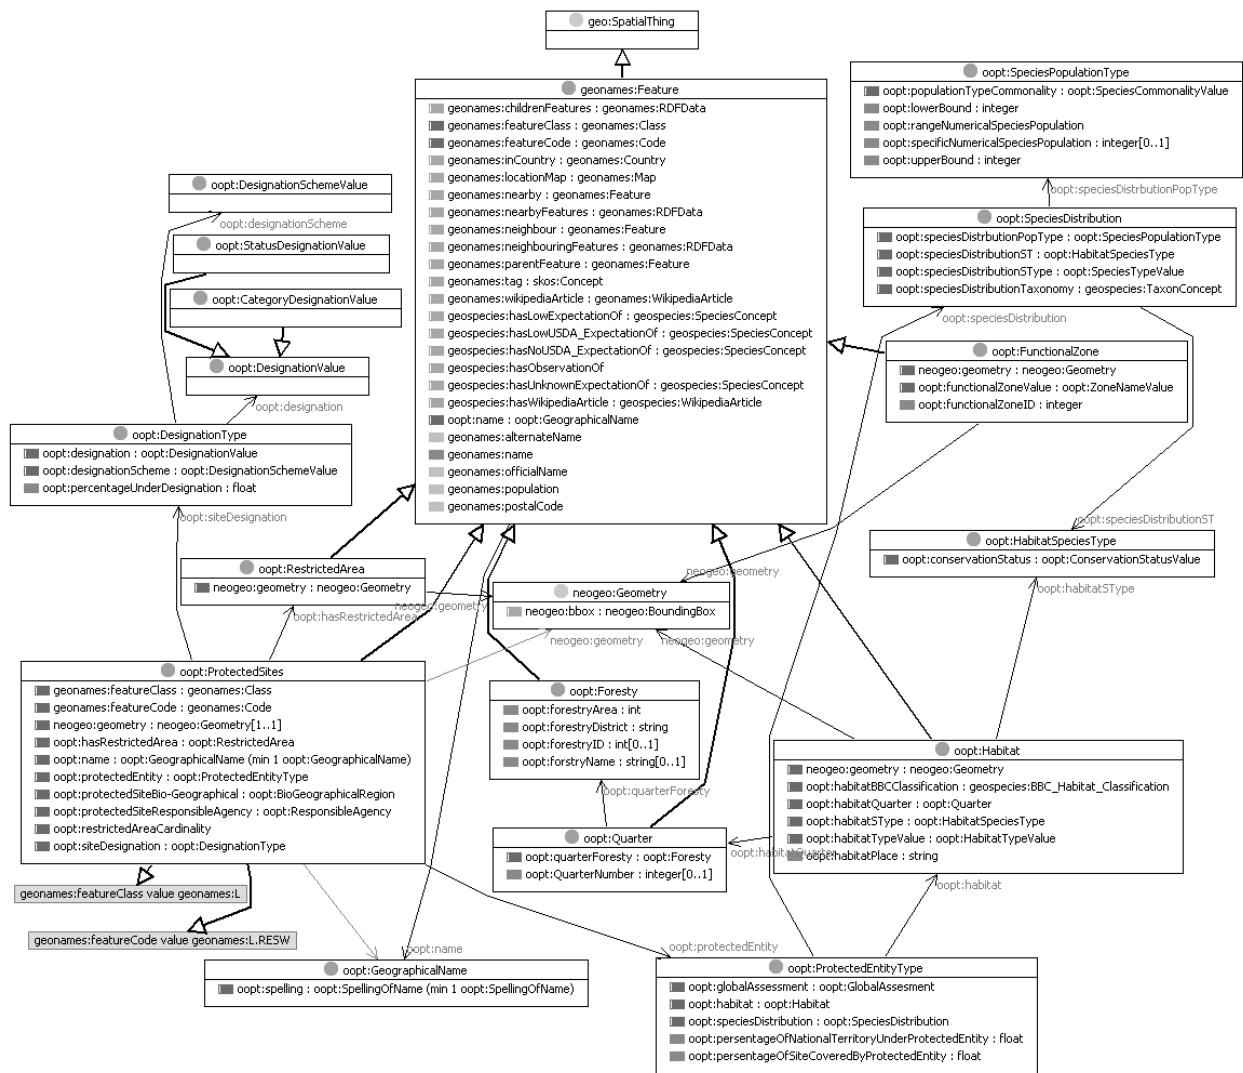 geo:SpatialThing
geonames:Feature
geonames:childrenFeatures : geonames:RDFData
geonames:featureClass : geonames:Class
geonames:featureCode : geonames:Code
geonames:inCountry : geonames:Country
geonames:locationMap : geonames:Map
geonames:nearby : geonames:Feature
geonames:nearbyFeatures : geonames:RDFData
geonames:neighbour : geonames:Feature
geonames:neighbouringFeatures : geonames:RDFData
geonames:parentFeature : geonames:Feature
geonames:tag : skos:Concept
geonames:wikipediaArticle : geonames:WikipediaArticle
geospecies:hasLowExpectationOf : geospecies:SpeciesConcept
geospecies:hasLowUSDA_ExpectationOf : geospecies:SpeciesConcept
geospecies:hasNoUSDA_ExpectationOf : geospecies:SpeciesConcept
geospecies:hasObservationOf
geospecies:hasUnknownExpectationOf : geospecies:SpeciesConcept
geospecies:hasWikipediaArticle : geospecies:WikipediaArticle
oopt:name : oopt:GeographicalName
geonames:alternateName
geonames:name
geonames:officialName
geonames:population
geonames:postalCode
oopt:SpeciesPopulationType
oopt:populationTypeCommonality : oopt:SpeciesCommonalityValue
oopt:lowerBound : integer
oopt:rangeNumericalSpeciesPopulation
oopt:specificNumericalSpeciesPopulation : integer[0..1]
oopt:upperBound : integer
oopt:speciesDistrbutionPopType
oopt:SpeciesDistribution
oopt:speciesDistrbutionPopType : oopt:SpeciesPopulationType
oopt:speciesDistributionST : oopt:HabitatSpeciesType
oopt:speciesDistributionSType : oopt:SpeciesTypeValue
oopt:speciesDistributionTaxonomy : geospecies:TaxonConcept
oopt:speciesDistribution
oopt:DesignationSchemeValue
oopt:designationScheme
oopt:StatusDesignationValue
oopt:CategoryDesignationValue
oopt:DesignationValue
oopt:designation
oopt:FunctionalZone
neogeo:geometry : neogeo:Geometry
oopt:functionalZoneValue : oopt:ZoneNameValue
oopt:functionalZoneID : integer
oopt:DesignationType
oopt:designation : oopt:DesignationValue
oopt:designationScheme : oopt:DesignationSchemeValue
oopt:percentageUnderDesignation : float
oopt:siteDesignation
oopt:speciesDistributionST
oopt:HabitatSpeciesType
oopt:conservationStatus : oopt:ConservationStatusValue
oopt:habitatSType
oopt:RestrictedArea
neogeo:geometry : neogeo:Geometry
neogeo:geometry
oopt:hasRestrictedArea
neogeo:geometry
neogeo:Geometry
neogeo:bbox : neogeo:BoundingBox
neogeo:geometry
neogeo:geometry
oopt:ProtectedSites
geonames:featureClass : geonames:Class
geonames:featureCode : geonames:Code
neogeo:geometry : neogeo:Geometry[1..1]
oopt:hasRestrictedArea : oopt:RestrictedArea
oopt:name : oopt:GeographicalName (min 1 oopt:GeographicalName)
oopt:protectedEntity : oopt:ProtectedEntityType
oopt:protectedSiteBio-Geographical : oopt:BioGeographicalRegion
oopt:protectedSiteResponsibleAgency : oopt:ResponsibleAgency
oopt:restrictedAreaCardinality
oopt:siteDesignation : oopt:DesignationType
oopt:Foresty
oopt:forestryArea : int
oopt:forestryDistrict : string
oopt:forestryID : int[0..1]
oopt:forstryName : string[0..1]
oopt:quarterForesty
oopt:Habitat
neogeo:geometry : neogeo:Geometry
oopt:habitatBBCClassification : geospecies:BBC_Habitat_Classification
oopt:habitatQuarter : oopt:Quarter
oopt:habitatSType : oopt:HabitatSpeciesType
oopt:habitatTypeValue : oopt:HabitatTypeValue
oopt:habitatPlace : string
oopt:Quarter
oopt:quarterForesty : oopt:Foresty
oopt:QuarterNumber : integer[0..1]
oopt:habitatQuarter
oopt:habitat
geonames:featureClass value geonames:L
geonames:featureCode value geonames:L.RESW
oopt:name
oopt:protectedEntity
oopt:GeographicalName
oopt:spelling : oopt:SpellingOfName (min 1 oopt:SpellingOfName)
oopt:ProtectedEntityType
oopt:globalAssessment : oopt:GlobalAssesment
oopt:habitat : oopt:Habitat
oopt:speciesDistribution : oopt:SpeciesDistribution
oopt:persentageOfNationalTerritoryUnderProtectedEntity : float
oopt:persentageOfSiteCoveredByProtectedEntity : float